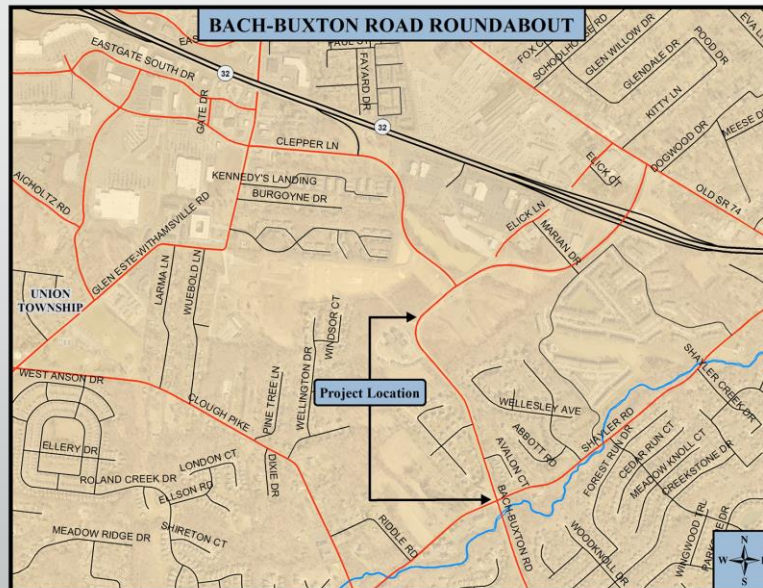 BACH-BUXTON ROAD ROUNDABOUT
EASTGATE SOUTH DR
32
GATE DR
FAYARD DR
FOX C
SCHOOLHOUSE RD
GLEN WILLOW DR
GLENDALE DR
POOD DR
EVA L
KITTY LN
DOGWOOD DR
MEESE D
32
CLEPPER LN
KENNEDY'S LANDING
BURGOYNE DR
ELICK CT
OLD SR 74
AICHOLTZ RD
GLEN ESTE-WITHAMSVILLE RD
ELICK LN
MARIAN DR
UNION
TOWNSHIP
LARMA LN
WUEBOLD LN
WINDSOR CT
WELLINGTON DR
PINE TREE LN
Project Location
WEST ANSON DR
CLOUGH PIKE
DIXIE DR
WELLESLEY AVE
ABBOTT RD
AVALON CT
SHAYLER RD
SHAYLER CREEK DR
FOREST RUN DR
CEDAR RUN CT
MEADOW KNOLL CT
CREEKSTONE DR
ELLERY DR
LONDON CT
ROLAND CREEK DR
ELLSON RD
SHIRETON CT
MEADOW RIDGE DR
RIDDLE RD
BACH-BUXTON RD
WOODKNOLL DR
WINGWOOD TRL
N
W
S